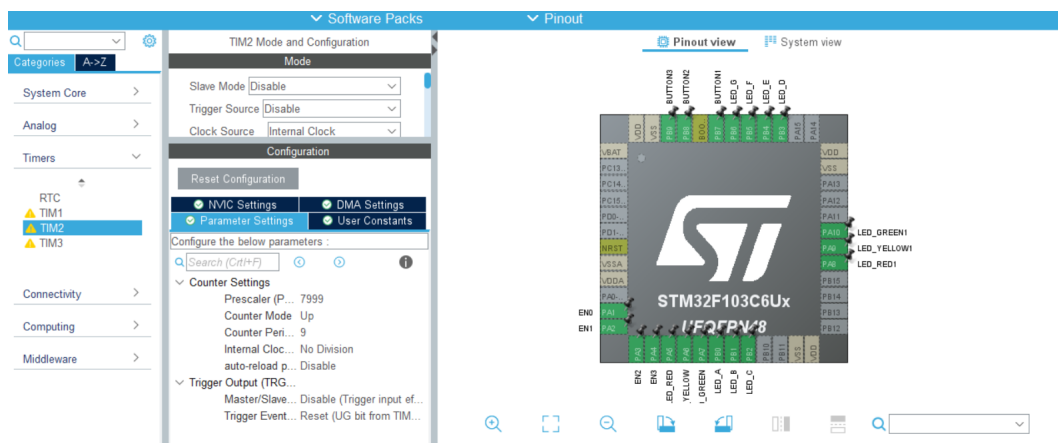 Software Packs
Pinout
TIM2 Mode and Configuration
Mode
Slave Mode Disable
Trigger Source Disable
Clock Source Internal Clock
Configuration
Reset Configuration
NVIC Settings
DMA Settings
Parameter Settings
User Constants
Configure the below parameters :
Search (Crtl+F)
Counter Settings
Prescaler (P... 7999
Counter Mode Up
Counter Peri... 9
Internal Cloc... No Division
auto-reload p... Disable
Trigger Output (TRG...
Master/Slave... Disable (Trigger input ef...
Trigger Event... Reset (UG bit from TIM...
Categories
A->Z
System Core
Analog
Timers
RTC
TIM1
TIM2
TIM3
Connectivity
Computing
Middleware
Pinout view
System view
BUTTON3
BUTTON2
BUTTON1
LED_G
LED_F
LED_E
LED_D
VDD
VSS
PB9
PB8
BOO
PB7
PB6
PB5
PB4
PB3
PA15
PA14
VBAT
PC13..
PC14..
PC15..
PD0-..
PD1-..
NRST
VSSA
VDDA
PA0-..
EN0 PA1
EN1 PA2
VDD
VSS
PA13
PA12
PA11
PA10 LED_GREEN1
PA9 LED_YELLOW1
PA8 LED_RED1
PB15
PB14
PB13
PB12
STM32F103C6Ux
UFQFPN48
PA3
PA4
PA5
PA6
PA7
PB0
PB1
PB2
PB10
PB11
VSS
VDD
EN2
EN3
LED_RED
YELLOW
_GREEN
LED_A
LED_B
LED_C